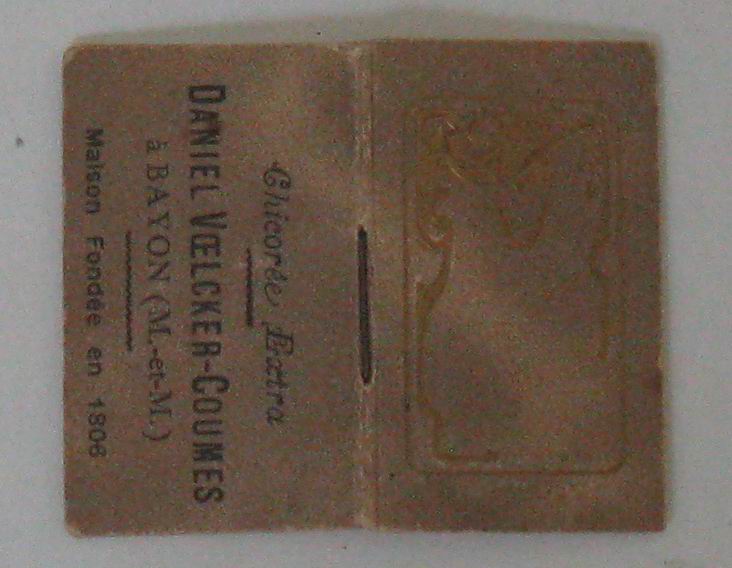 Chicorée Extra
DANIEL VŒLCKER-COUMES
à BAYON (M.-et-M.)
Maison Fondée en 1806